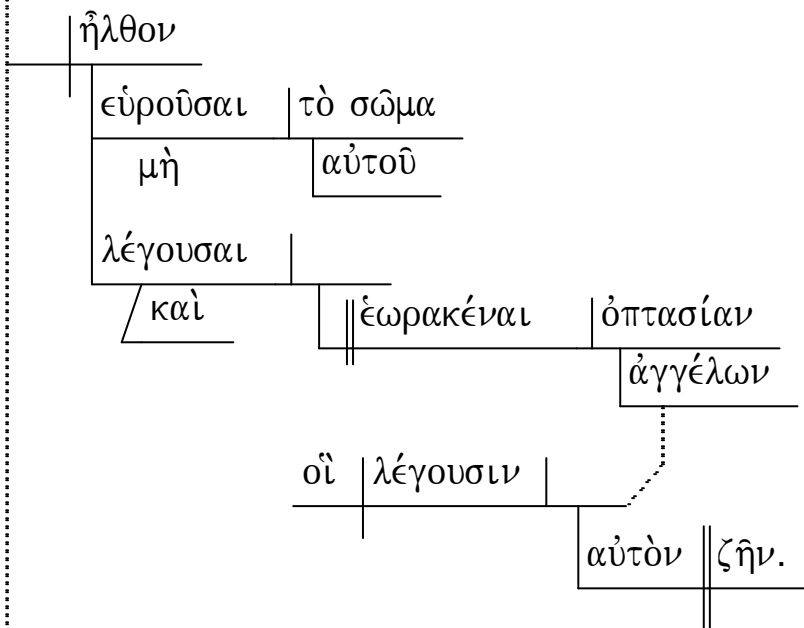 ἦλθον
εὑροῦσαι τὸ σῶμα
μὴ αὐτοῦ
λέγουσαι
καὶ ἑωρακέναι ὀπτασίαν
ἀγγέλων
οἳ λέγουσιν
αὐτὸν ζῆν.